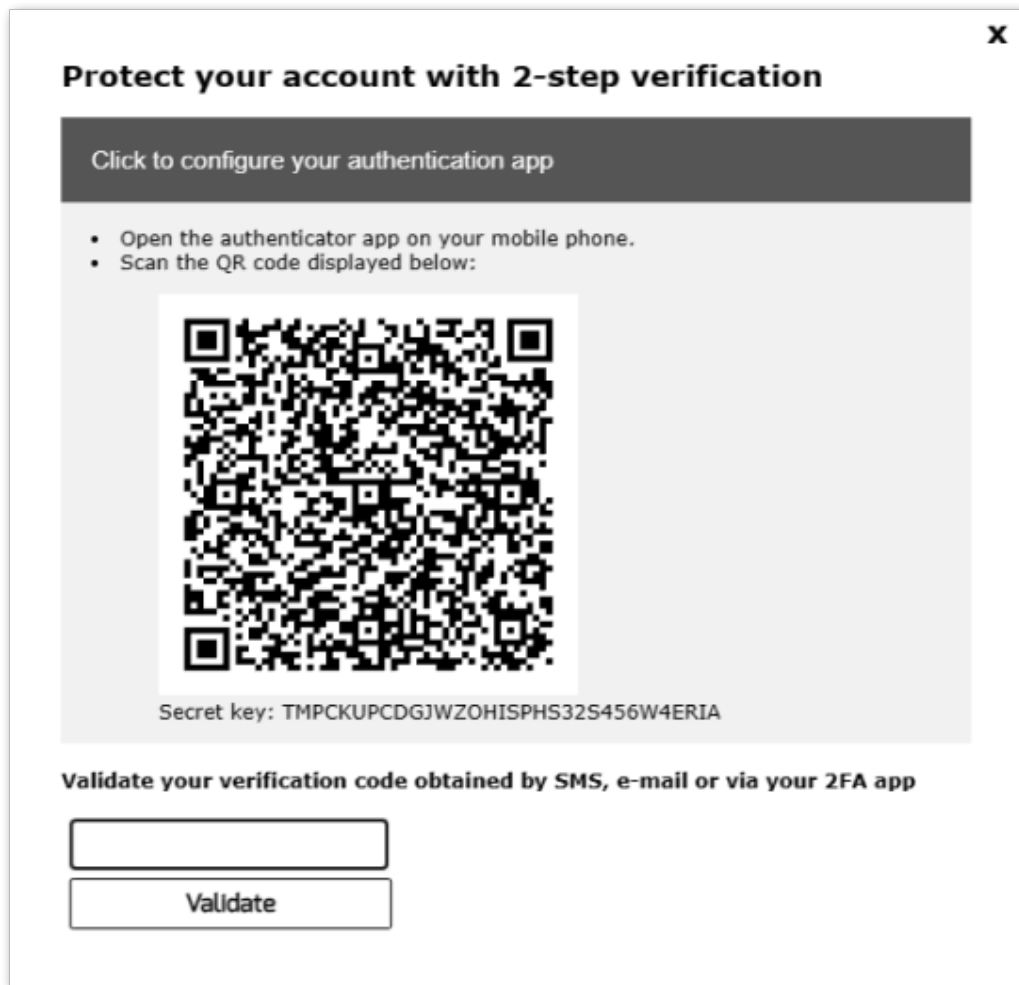 x
Protect your account with 2-step verification
Click to configure your authentication app
• Open the authenticator app on your mobile phone.
• Scan the QR code displayed below:
Secret key: TMPCKUPCDGJWZOHISPHS32S456W4ERIA
Validate your verification code obtained by SMS, e-mail or via your 2FA app
Validate